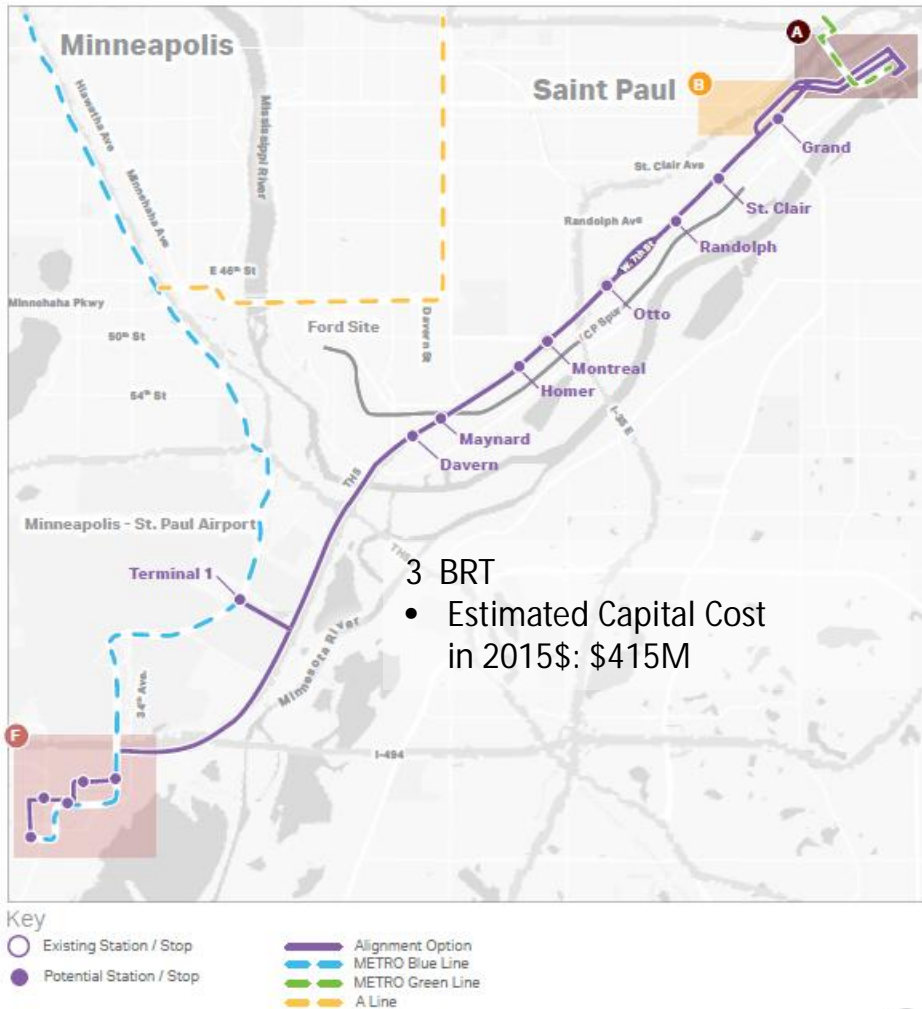 Minneapolis
A
Saint Paul
B
Hiawatha Ave
Minnehaha Ave
Mississippi River
Grand
St. Clair Ave
St. Clair
Randolph Ave
Randolph
W. 7th St
E 46th St
Minnehaha Pkwy
Otto
Ford Site
Davern St
CP Spur
50th St
Montreal
Homer
54th St
I-35 E
Maynard
Davern
TH5
Minneapolis - St. Paul Airport
Terminal 1
3 BRT
• Estimated Capital Cost
in 2015$: $415M
Minnesota River
34th Ave.
F
I-494
Key
Existing Station / Stop
Potential Station / Stop
Alignment Option
METRO Blue Line
METRO Green Line
A Line